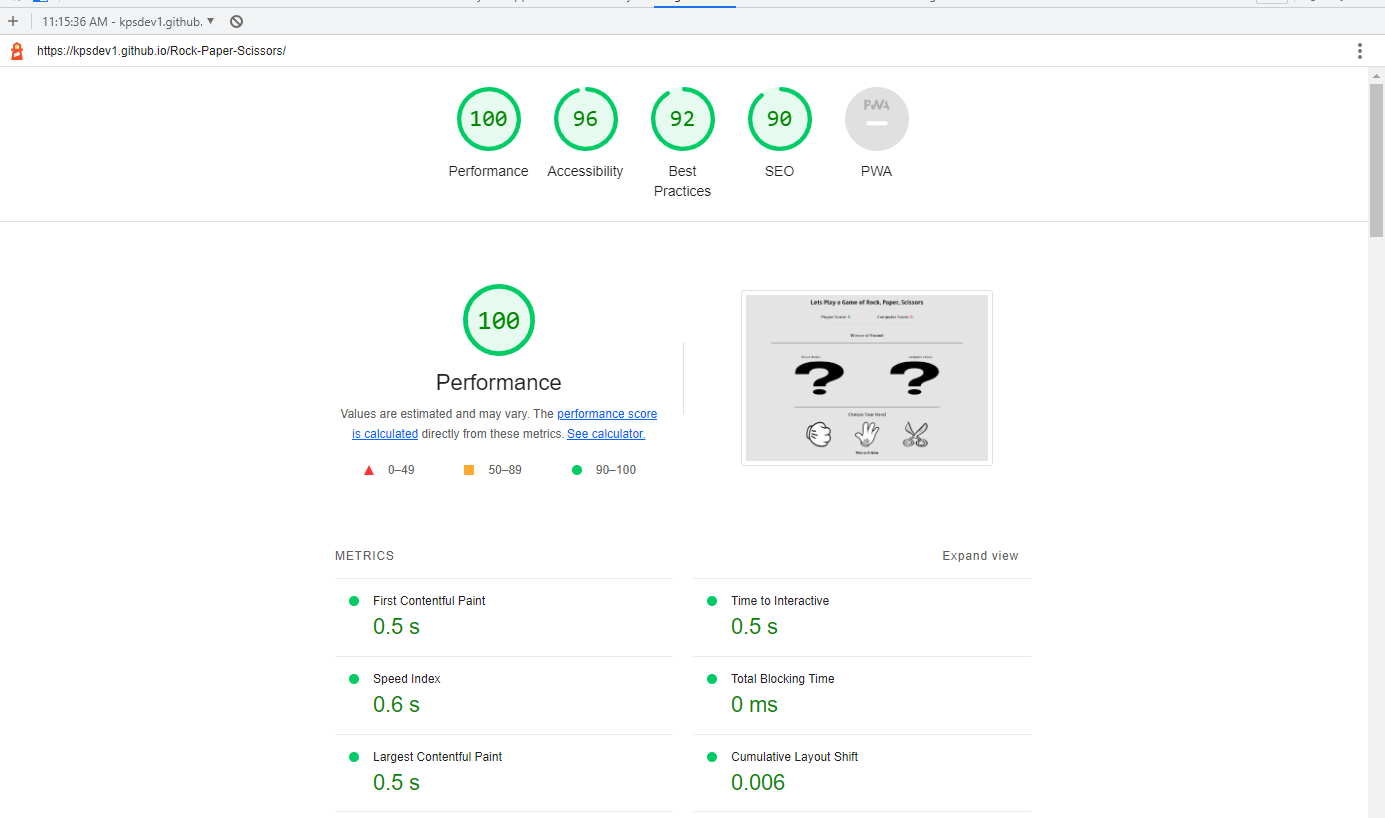 11:15:36 AM - kpsdev1.github.
https://kpsdev1.github.io/Rock-Paper-Scissors/
100
96
92
90
PWA
Performance
Accessibility
Best
Practices
SEO
PWA
100
Performance
Values are estimated and may vary. The performance score
is calculated directly from these metrics. See calculator.
0–49
50–89
90–100
Lets Play a Game of Rock, Paper, Scissors
Player Score: 0
Computer Score: 0
Winner of Round:
Choose Your Hand
METRICS
Expand view
First Contentful Paint
0.5 s
Time to Interactive
0.5 s
Speed Index
0.6 s
Total Blocking Time
0 ms
Largest Contentful Paint
0.5 s
Cumulative Layout Shift
0.006